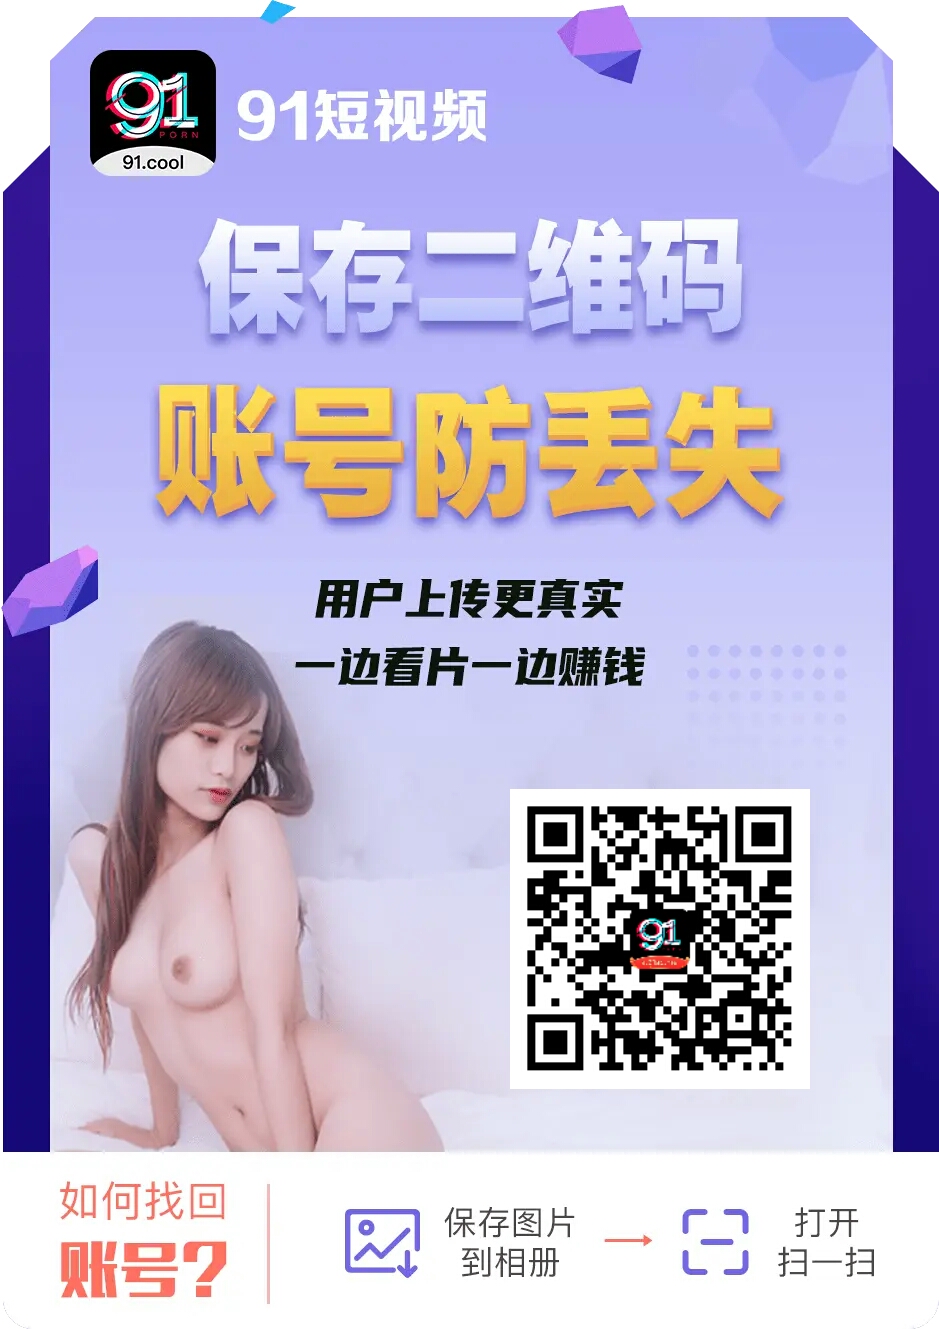 91
PORN
91.cool
91短视频
保存二维码
账号防丢失
用户上传更真实
一边看片一边赚钱
91
如何找回
账号?
保存图片
到相册
打开
扫一扫